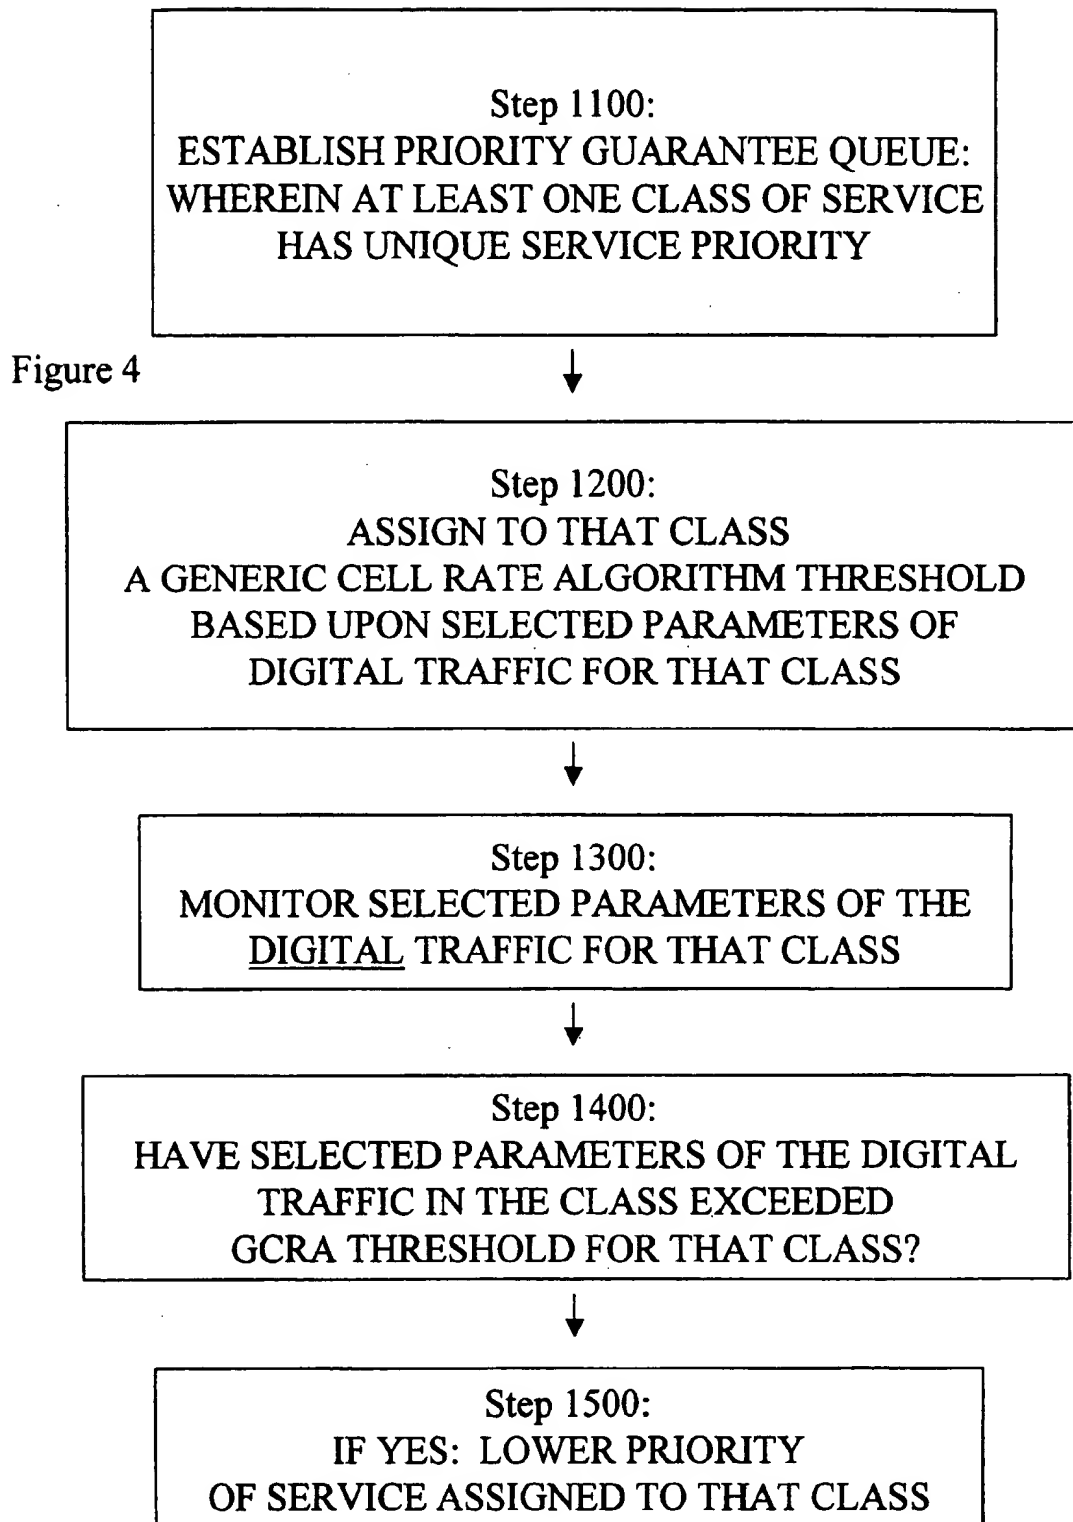 Step 1100:
ESTABLISH PRIORITY GUARANTEE QUEUE:
WHEREIN AT LEAST ONE CLASS OF SERVICE
HAS UNIQUE SERVICE PRIORITY
Figure 4
Step 1200:
ASSIGN TO THAT CLASS
A GENERIC CELL RATE ALGORITHM THRESHOLD
BASED UPON SELECTED PARAMETERS OF
DIGITAL TRAFFIC FOR THAT CLASS
Step 1300:
MONITOR SELECTED PARAMETERS OF THE
DIGITAL TRAFFIC FOR THAT CLASS
Step 1400:
HAVE SELECTED PARAMETERS OF THE DIGITAL
TRAFFIC IN THE CLASS EXCEEDED
GCRA THRESHOLD FOR THAT CLASS?
Step 1500:
IF YES: LOWER PRIORITY
OF SERVICE ASSIGNED TO THAT CLASS